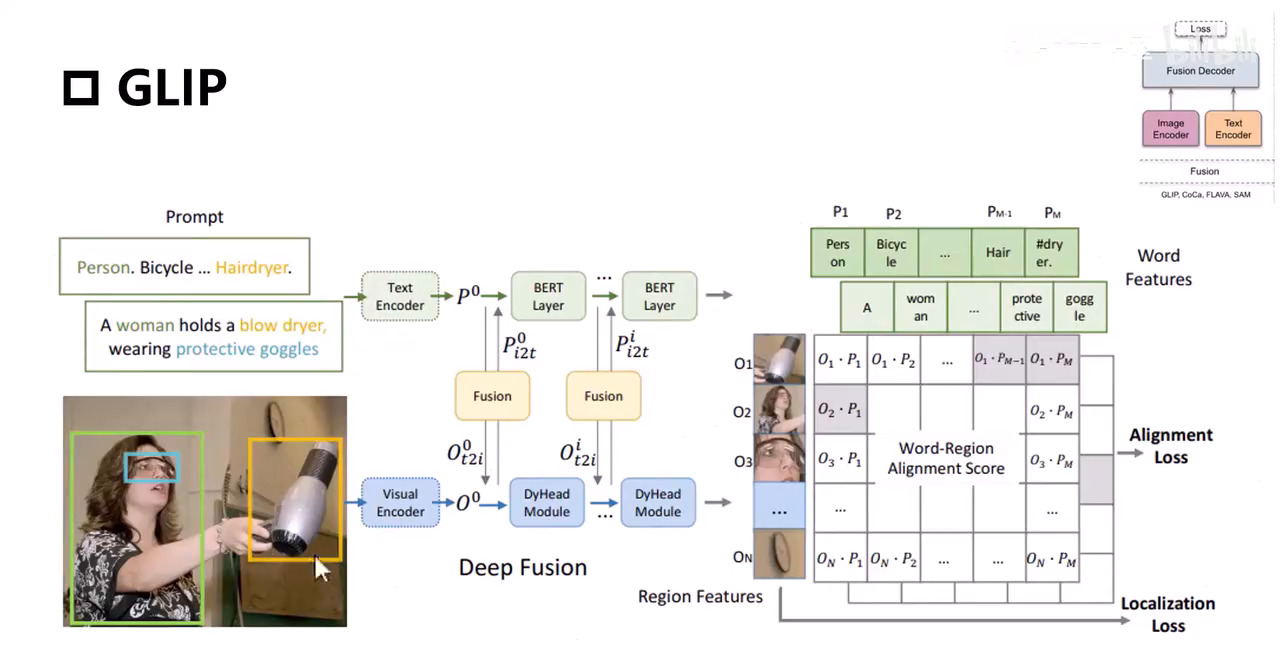 GLIP
Loss
Fusion Decoder
Image
Encoder
Text
Encoder
Fusion
GLIP, CoCa, FLAVA, SAM
Prompt
Person. Bicycle ... Hairdryer.
A woman holds a blow dryer,
wearing protective goggles
Text
Encoder
P⁰
BERT
Layer
...
BERT
Layer
P⁰i2t
Pⁱi2t
Fusion
Fusion
O⁰t2i
Oⁱt2i
Visual
Encoder
O⁰
DyHead
Module
...
DyHead
Module
Deep Fusion
P1
P2
PM-1
PM
Pers
on
Bicyc
le
...
Hair
#dry
er.
Word
Features
A
wom
an
...
prote
ctive
gogg
le
O1
O₁ · P₁
O₁ · P₂
...
O₁ · PM−1
O₁ · PM
O2
O₂ · P₁
O₂ · PM
O3
O₃ · P₁
Word-Region
Alignment Score
O₃ · PM
...
...
...
ON
ON · P₁
ON · P₂
...
...
ON · PM
Region Features
Alignment
Loss
Localization
Loss